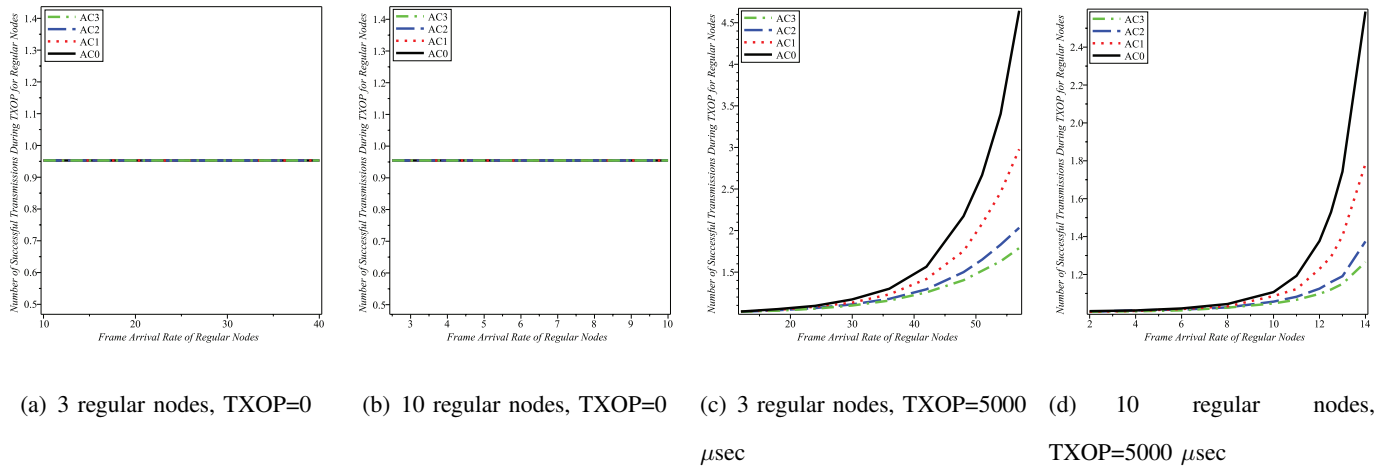 Number of Successful Transmissions During TXOP for Regular Nodes
1.4
1.3
1.2
1.1
1.0
0.9
0.8
0.7
0.6
0.5
AC3
AC2
AC1
AC0
10 20 30 40
Frame Arrival Rate of Regular Nodes
(a) 3 regular nodes, TXOP=0
Number of Successful Transmissions During TXOP for Regular Nodes
1.4
1.3
1.2
1.1
1.0
0.9
0.8
0.7
0.6
0.5
AC3
AC2
AC1
AC0
3 4 5 6 7 8 9 10
Frame Arrival Rate of Regular Nodes
(b) 10 regular nodes, TXOP=0
Number of Successful Transmissions During TXOP for Regular Nodes
4.5
4
3.5
3
2.5
2
1.5
AC3
AC2
AC1
AC0
20 30 40 50
Frame Arrival Rate of Regular Nodes
(c) 3 regular nodes, TXOP=5000
μsec
Number of Successful Transmissions During TXOP for Regular Nodes
2.4
2.2
2.0
1.8
1.6
1.4
1.2
AC3
AC2
AC1
AC0
2 4 6 8 10 12 14
Frame Arrival Rate of Regular Nodes
(d) 10 regular nodes,
TXOP=5000 μsec